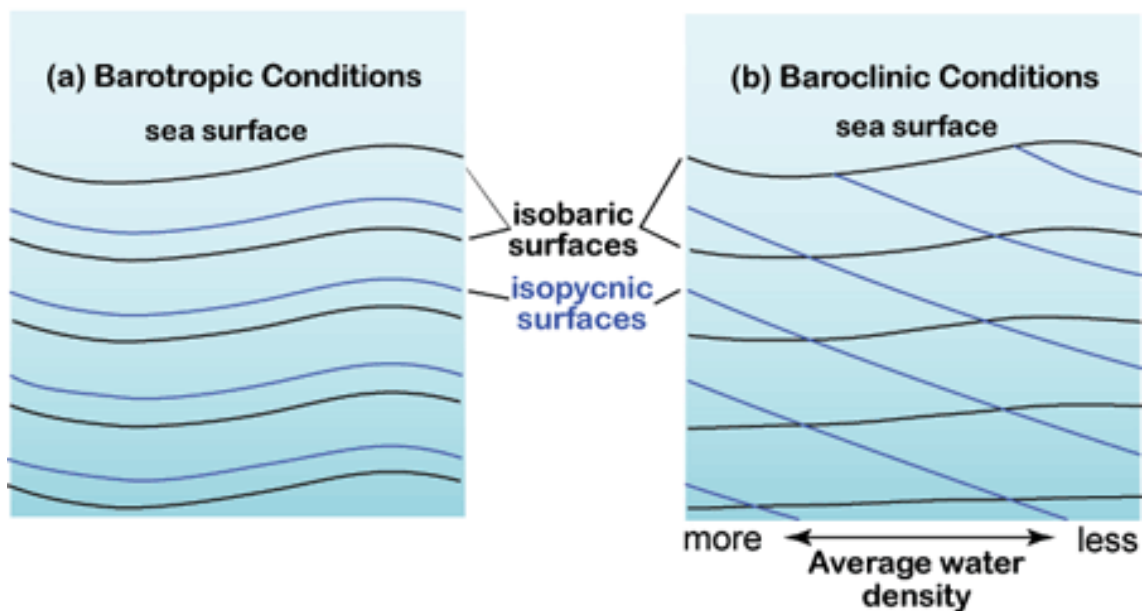 (a) Barotropic Conditions
sea surface
(b) Baroclinic Conditions
sea surface
isobaric
surfaces
isopycnic
surfaces
more
less
Average water
density